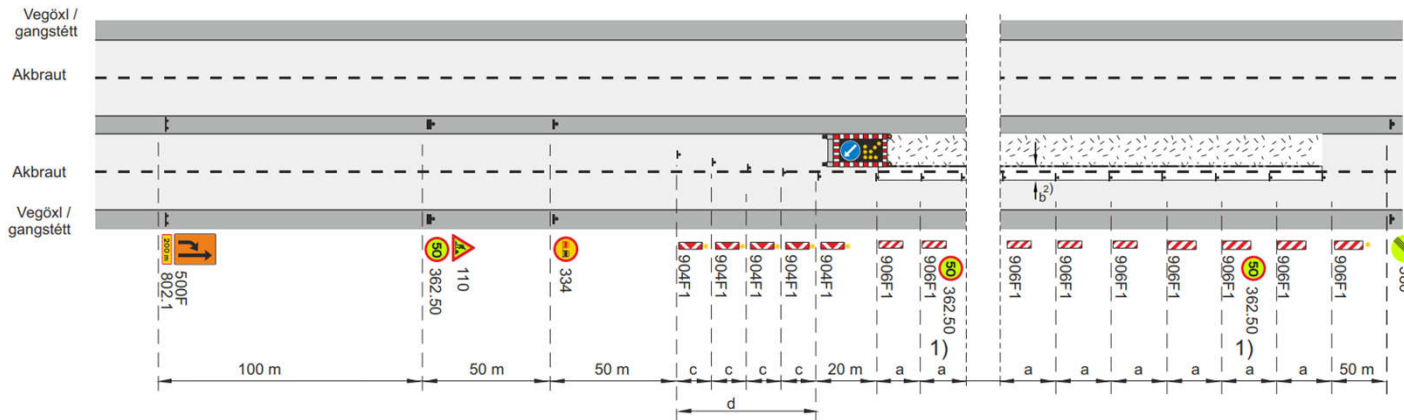 Vegöxl /
gangstétt
Akbraut
Akbraut
Vegöxl /
gangstétt
b2)
200 m
500F
802.1
50
362.50
110
334
904F1
904F1
904F1
904F1
904F1
906F1
906F1
50
362.50
1)
906F1
906F1
906F1
906F1
906F1
50
362.50
1)
906F1
906F1
100 m
50 m
50 m
c
c
c
c
20 m
a
a
a
a
a
a
a
a
50 m
d